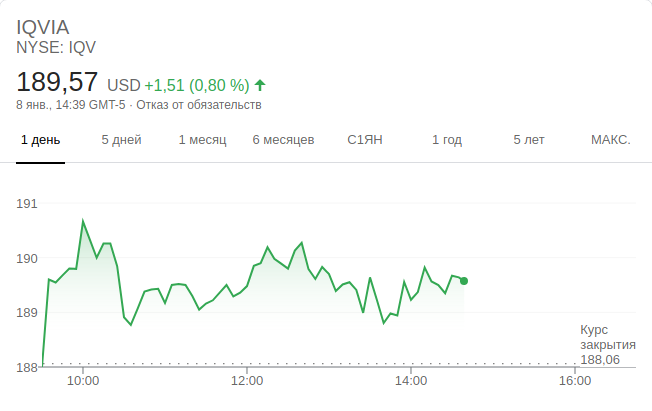 IQVIA
NYSE: IQV
189,57 USD +1,51 (0,80 %)
8 янв., 14:39 GMT-5 · Отказ от обязательств
1 день 5 дней 1 месяц 6 месяцев С1ЯН 1 год 5 лет МАКС.
191
190
189
188
Курс
закрытия
188,06
10:00 12:00 14:00 16:00